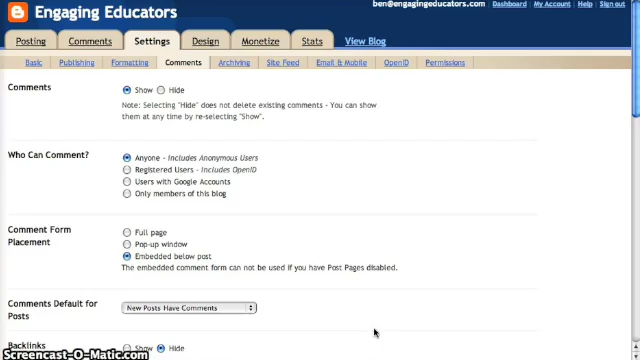 Engaging Educators
ben@engagingeducators.com Dashboard | My Account | Help | Sign out
Posting Comments Settings Design Monetize Stats View Blog
Basic Publishing Formatting Comments Archiving Site Feed Email & Mobile OpenID Permissions
Comments
Show Hide
Note: Selecting "Hide" does not delete existing comments - You can show
them at any time by re-selecting "Show".
Who Can Comment?
Anyone - Includes Anonymous Users
Registered Users - Includes OpenID
Users with Google Accounts
Only members of this blog
Comment Form
Placement
Full page
Pop-up window
Embedded below post
The embedded comment form can not be used if you have Post Pages disabled.
Comments Default for
Posts
New Posts Have Comments
Backlinks
Show Hide
Screencast-O-Matic.com